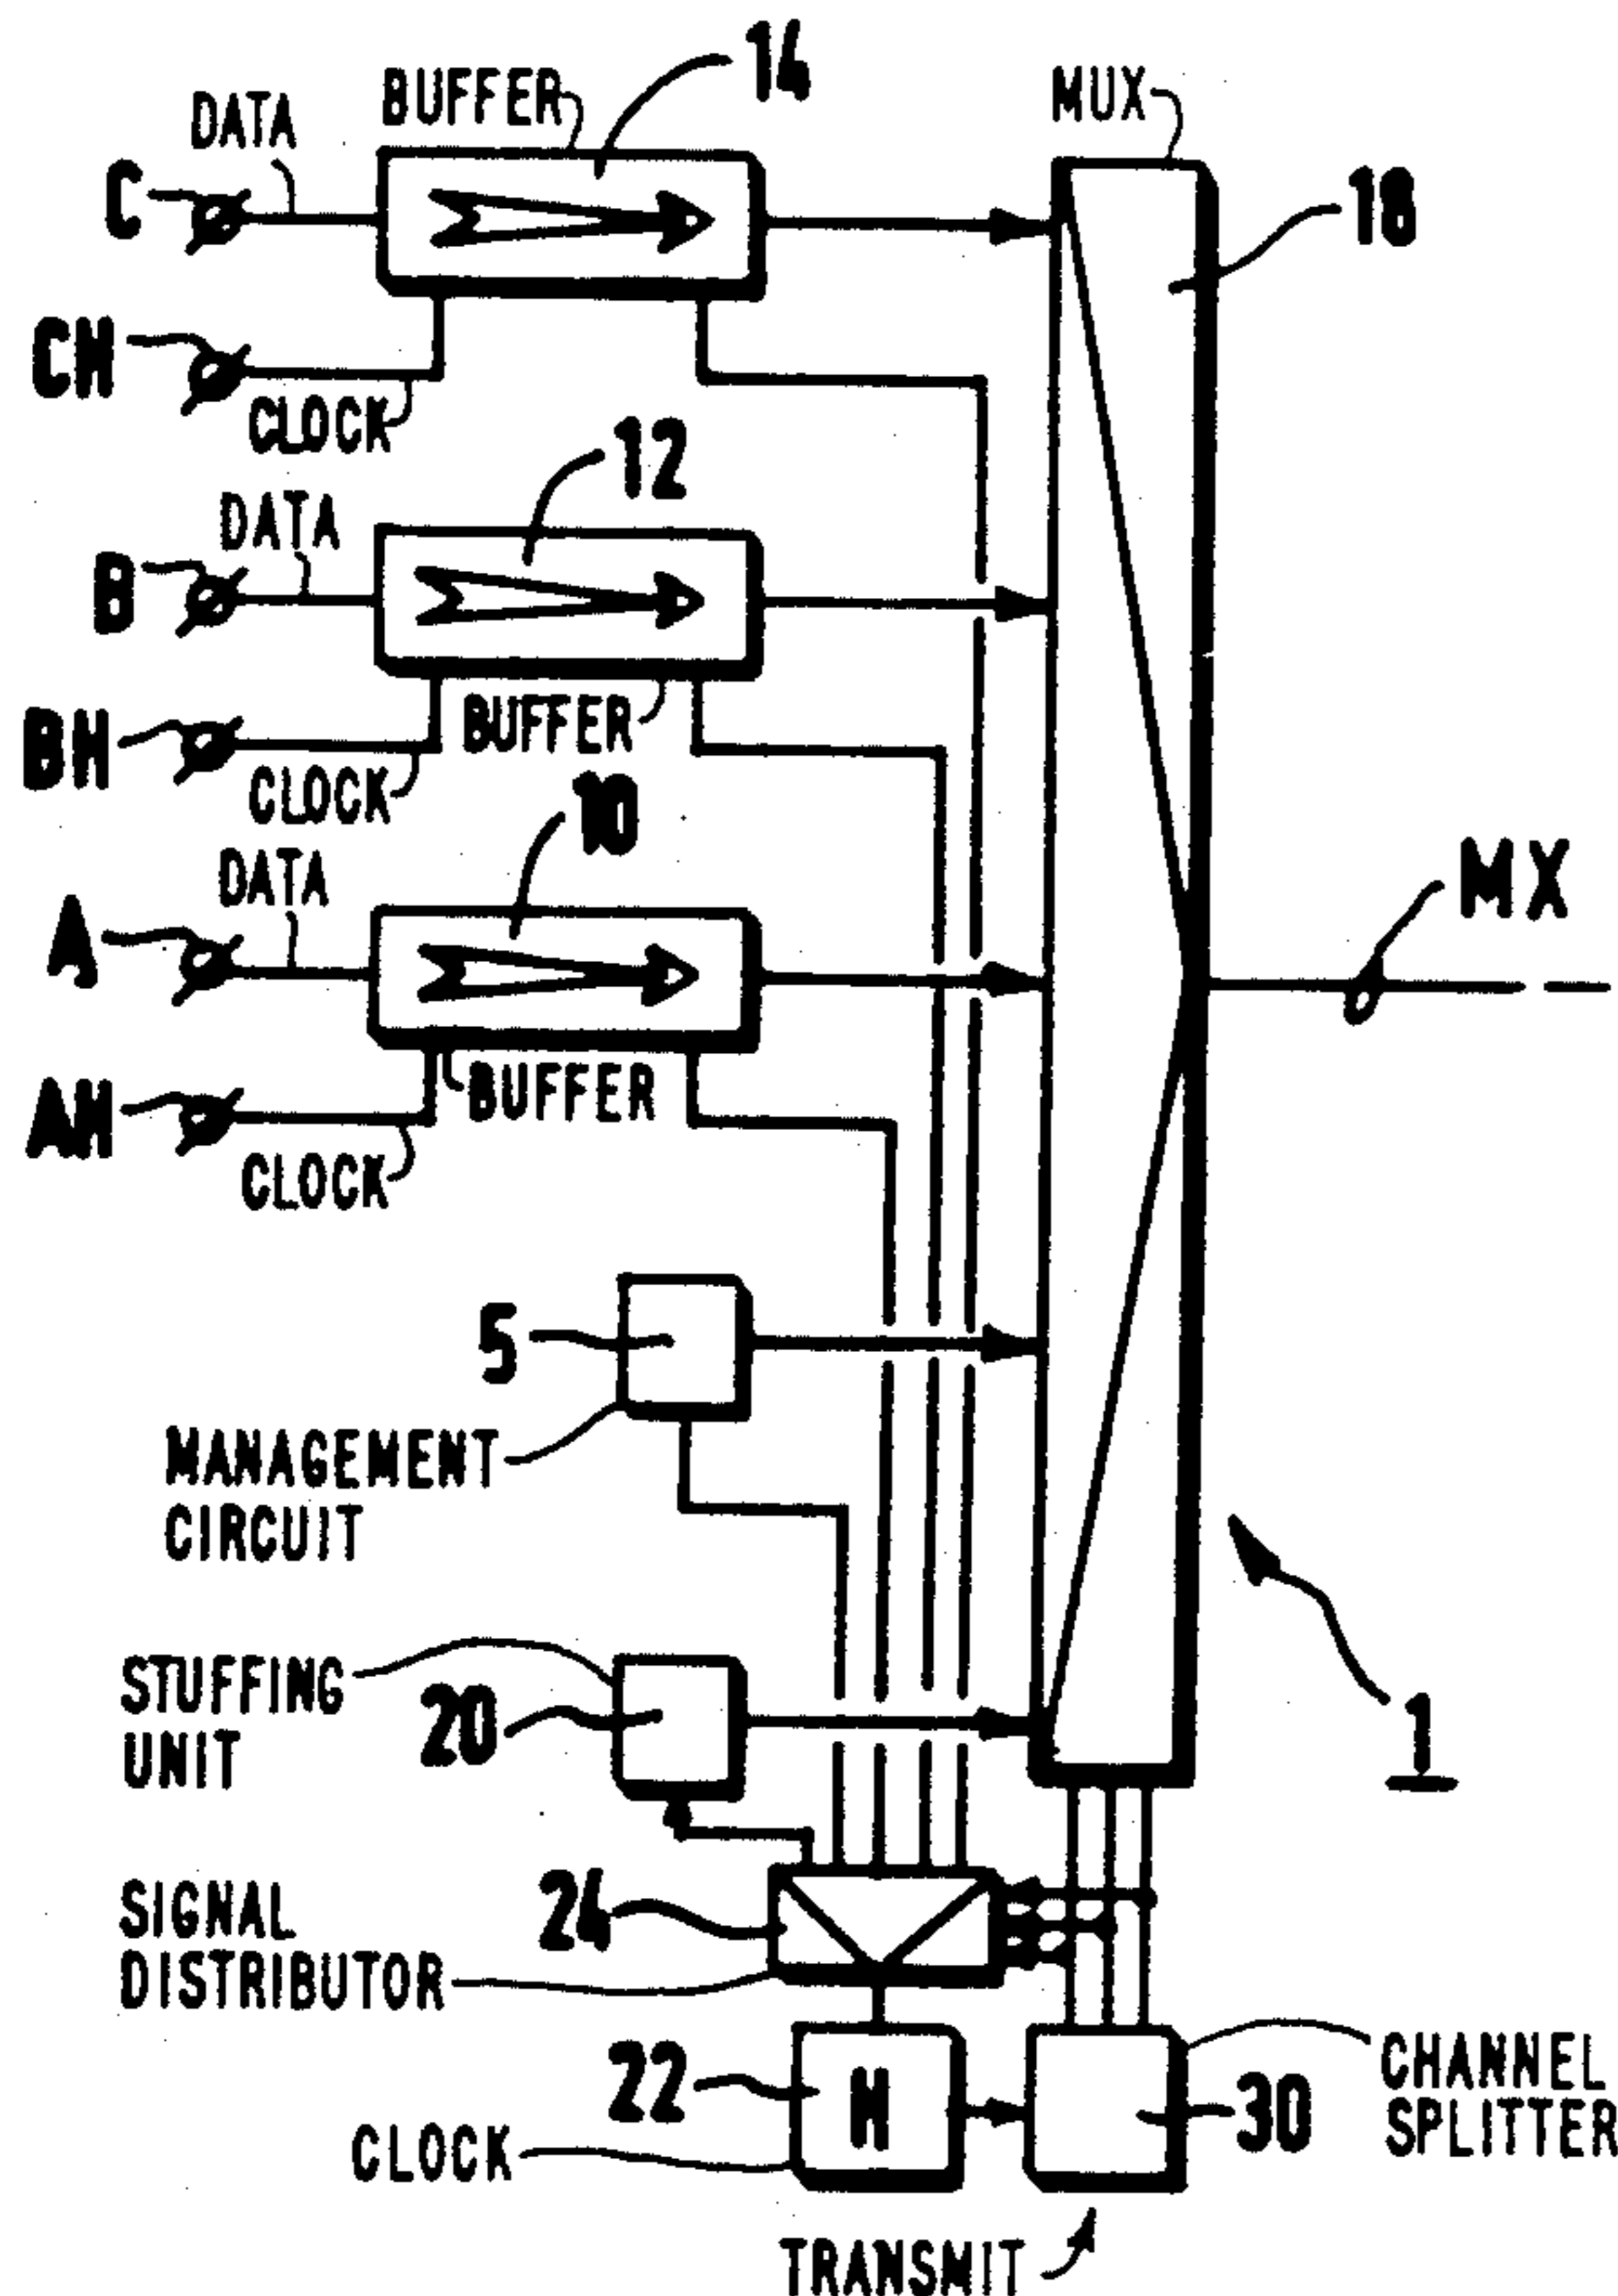 14
BUFFER
MUX
DATA
C
18
CH
CLOCK
12
DATA
B
BUFFER
BH
CLOCK
10
DATA
MX
A
BUFFER
AH
CLOCK
5
MANAGEMENT
CIRCUIT
STUFFING
UNIT
20
1
24
SIGNAL
DISTRIBUTOR
22
H
CHANNEL
SPLITTER
30
CLOCK
TRANSMIT